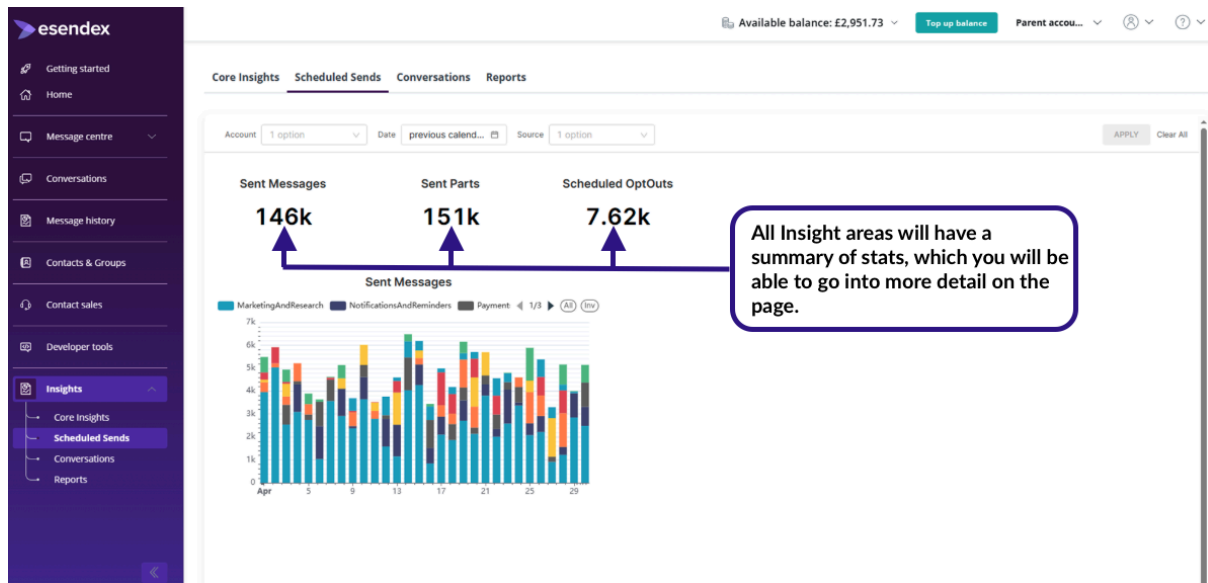 esendex
Available balance: £2,951.73
Top up balance
Parent accou...
Getting started
Home
Message centre
Conversations
Message history
Contacts & Groups
Contact sales
Developer tools
Insights
Core Insights
Scheduled Sends
Conversations
Reports
Core Insights Scheduled Sends Conversations Reports
Account 1 option Date previous calend... Source 1 option APPLY Clear All
Sent Messages Sent Parts Scheduled OptOuts
146k 151k 7.62k
All Insight areas will have a
summary of stats, which you will be
able to go into more detail on the
page.
Sent Messages
MarketingAndResearch NotificationsAndReminders Payment 1/3 All Inv
7k
6k
5k
4k
3k
2k
1k
0
Apr 5 9 13 17 21 25 29